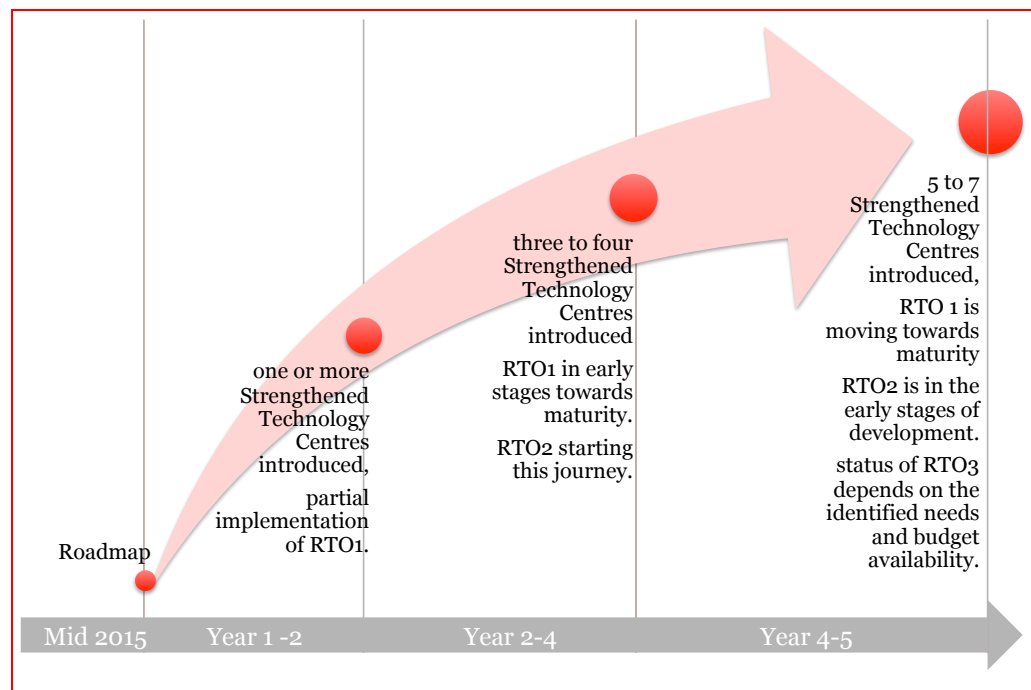 Roadmap
one or more
Strengthened
Technology
Centres
introduced,
partial
implementation
of RTO1.
three to four
Strengthened
Technology
Centres
introduced
RTO1 in early
stages towards
maturity.
RTO2 starting
this journey.
5 to 7
Strengthened
Technology
Centres
introduced,
RTO 1 is
moving towards
maturity
RTO2 is in the
early stages of
development.
status of RTO3
depends on the
identified needs
and budget
availability.
Mid 2015
Year 1 -2
Year 2-4
Year 4-5